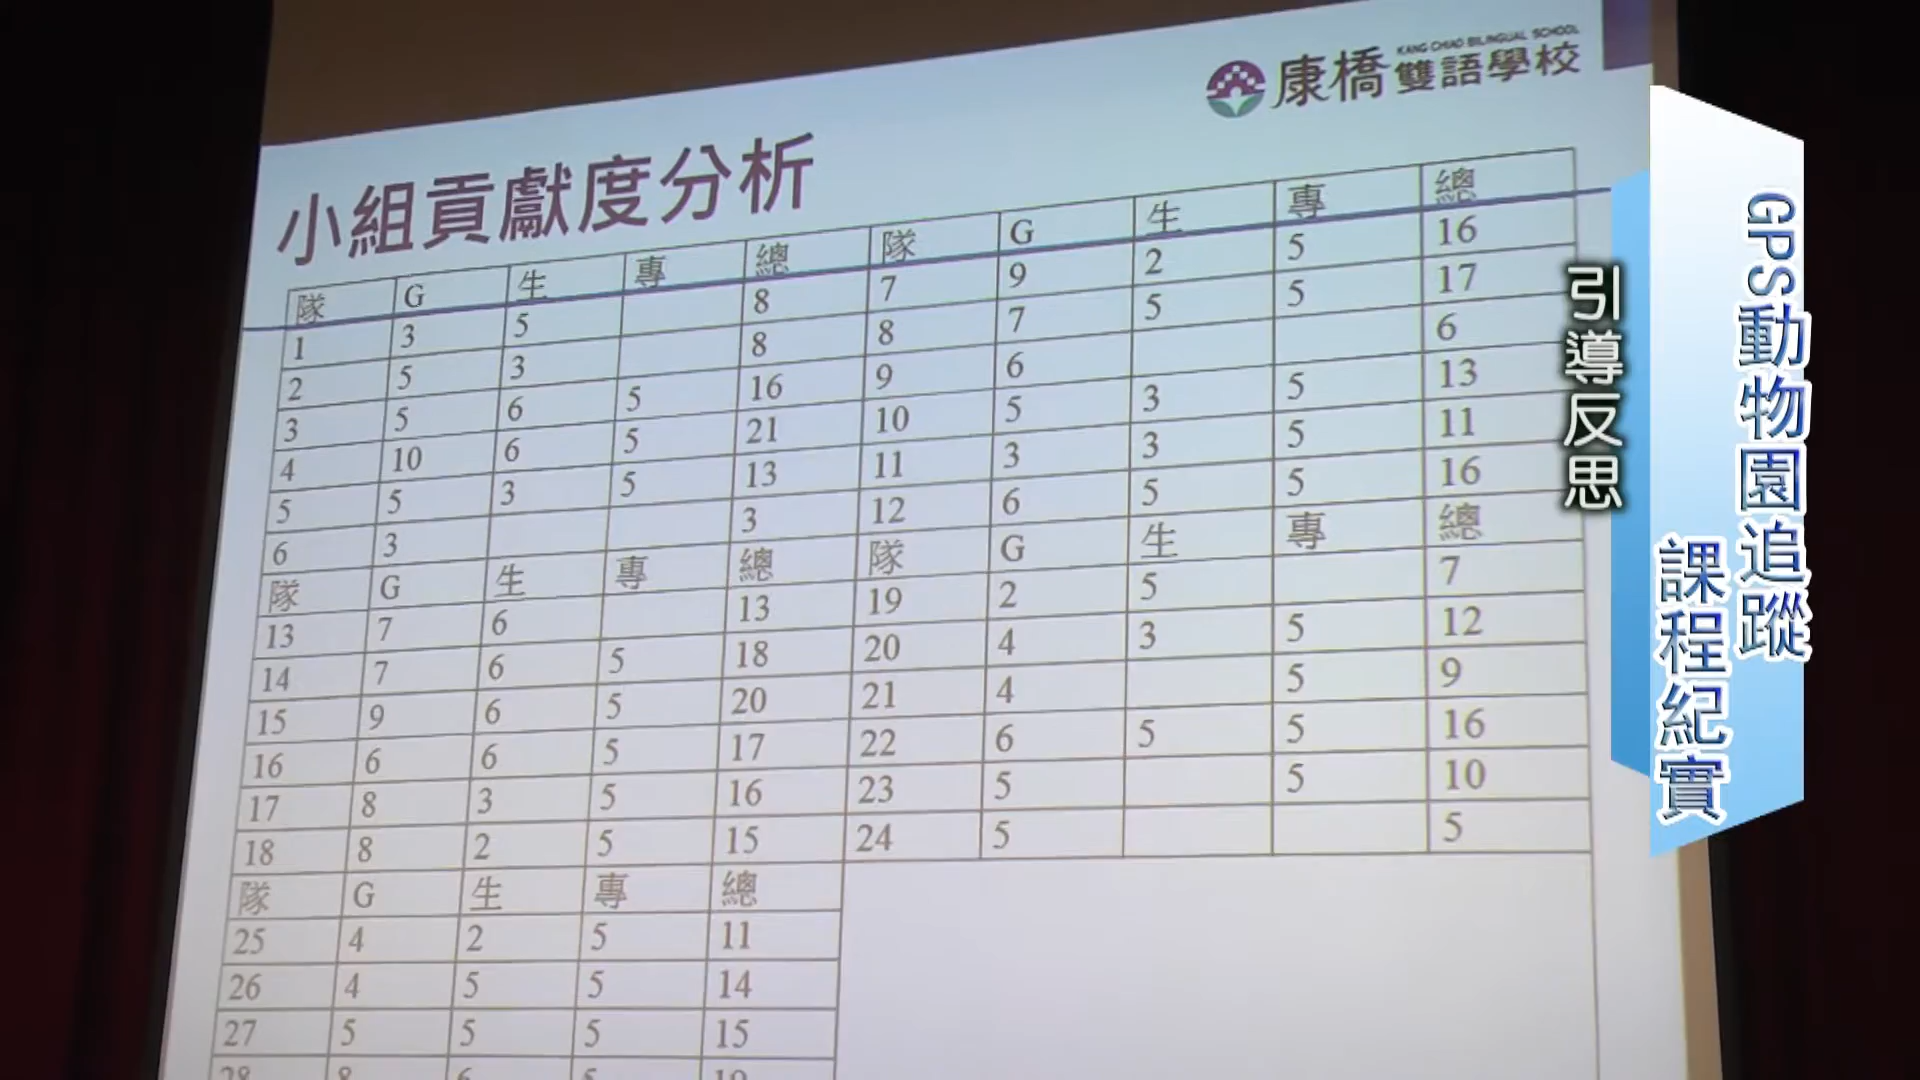 KANG CHIAO BILINGUAL SCHOOL
康橋 雙語學校
小組貢獻度分析
隊 G 生 專 總 隊 G 生 專 總
1 3 5 8 7 9 2 5 16
2 5 3 8 8 7 5 5 17
3 5 6 5 16 9 6 6
4 10 6 5 21 10 5 3 5 13
5 5 3 5 13 11 3 3 5 11
6 3 3 12 6 5 5 16
隊 G 生 專 總 隊 G 生 專 總
13 7 6 13 19 2 5 7
14 7 6 5 18 20 4 3 5 12
15 9 6 5 20 21 4 5 9
16 6 6 5 17 22 6 5 5 16
17 8 3 5 16 23 5 5 10
18 8 2 5 15 24 5 5
隊 G 生 專 總
25 4 2 5 11
26 4 5 5 14
27 5 5 5 15
28 8 6 5 19
GPS動物園追蹤
課程紀實
引導反思